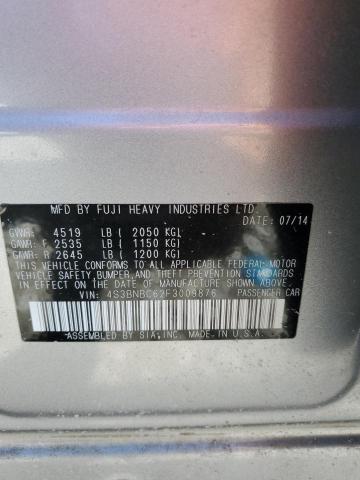 MFD BY FUJI HEAVY INDUSTRIES LTD.
DATE: 07/14
GVWR: 4519 LB ( 2050 KG)
GAWR: F 2535 LB ( 1150 KG)
GAWR: R 2645 LB ( 1200 KG)
THIS VEHICLE CONFORMS TO ALL APPLICABLE FEDERAL MOTOR
VEHICLE SAFETY, BUMPER, AND THEFT PREVENTION STANDARDS
IN EFFECT ON THE DATE OF MANUFACTURE SHOWN ABOVE.
VIN: 4S3BNBC62F3009876 PASSENGER CAR
ASSEMBLED BY SIA, INC. MADE IN U.S.A.